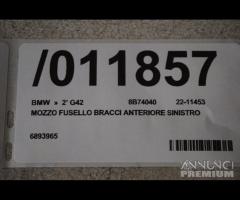 /011857
BMW » 2' G42 8B74040 22-11453
MOZZO FUSELLO BRACCI ANTERIORE SINISTRO
6893965
ANNUNCI
PREMIUM